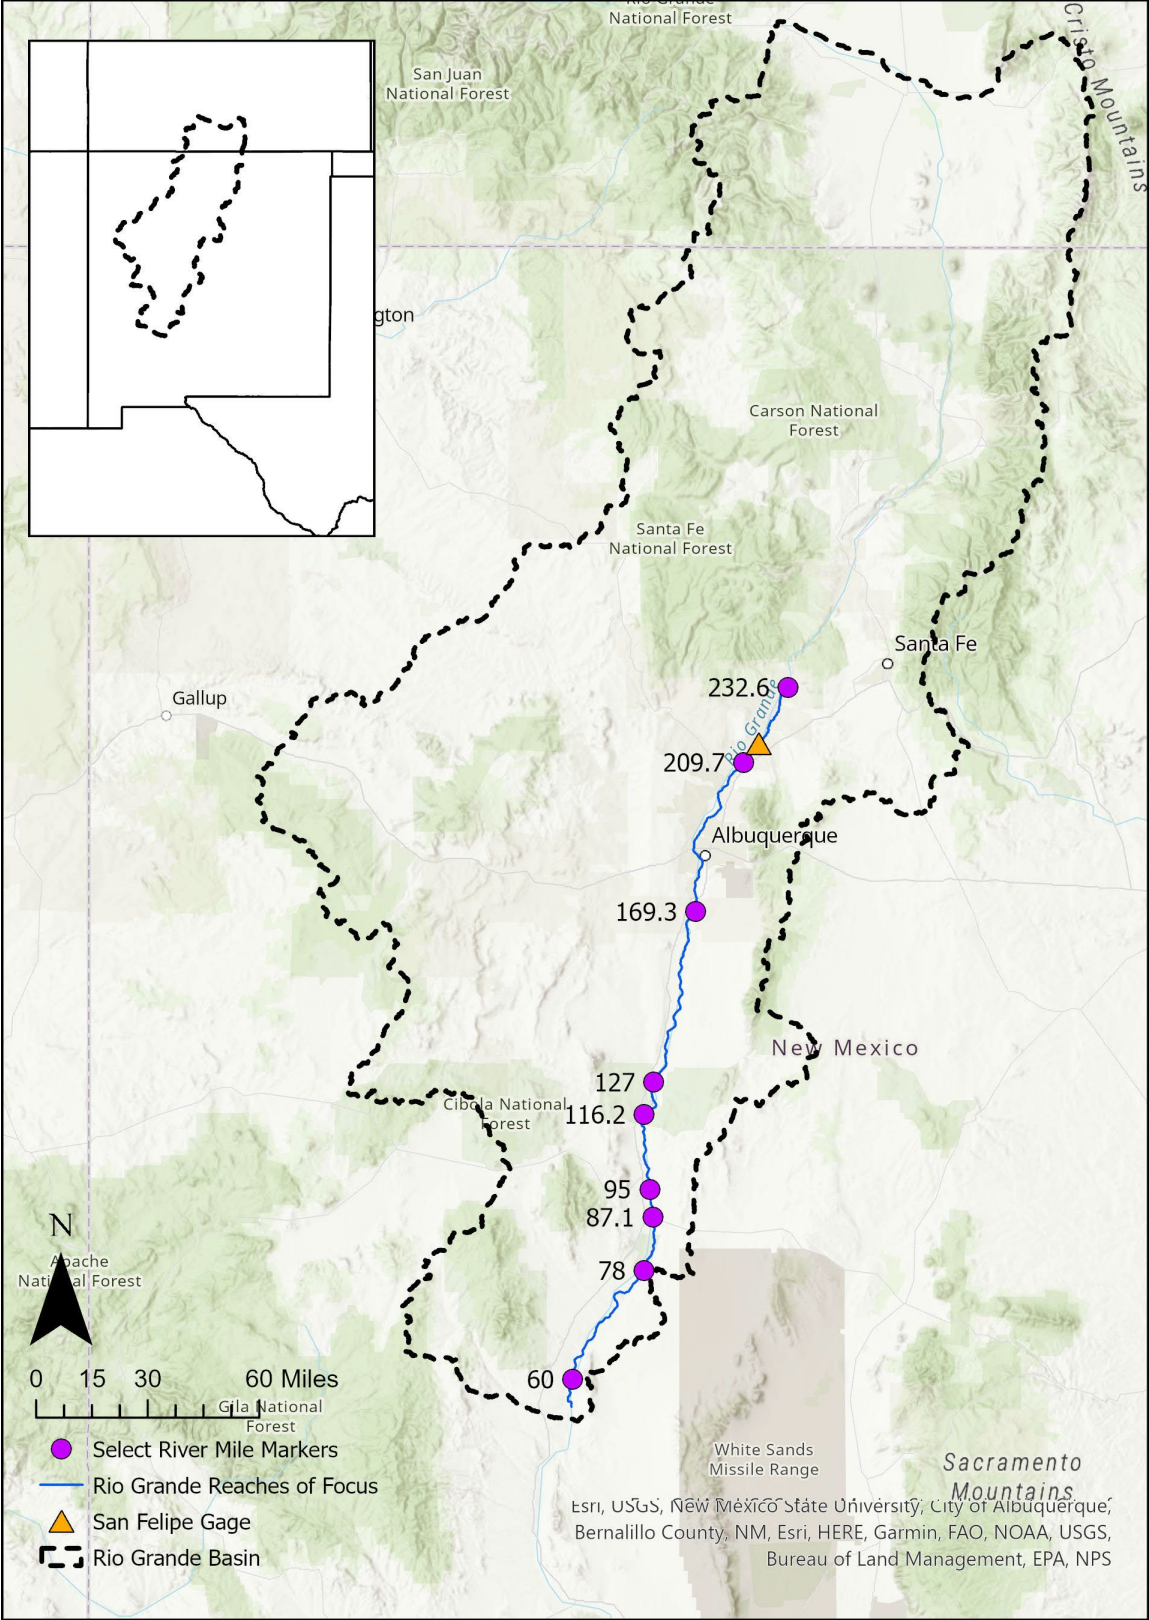 Rio Grande
National Forest
Cristo Mountains
San Juan
National Forest
gton
Carson National
Forest
Santa Fe
National Forest
Santa Fe
Gallup
232.6
Rio Grande
209.7
Albuquerque
169.3
New Mexico
127
Cibola National
Forest
116.2
95
87.1
N
Apache
National Forest
78
0 15 30 60 Miles
60
Gila National
Forest
Select River Mile Markers
White Sands
Missile Range
Sacramento
Mountains
Rio Grande Reaches of Focus
San Felipe Gage
Rio Grande Basin
Esri, USGS, New Mexico State University, City of Albuquerque,
Bernalillo County, NM, Esri, HERE, Garmin, FAO, NOAA, USGS,
Bureau of Land Management, EPA, NPS